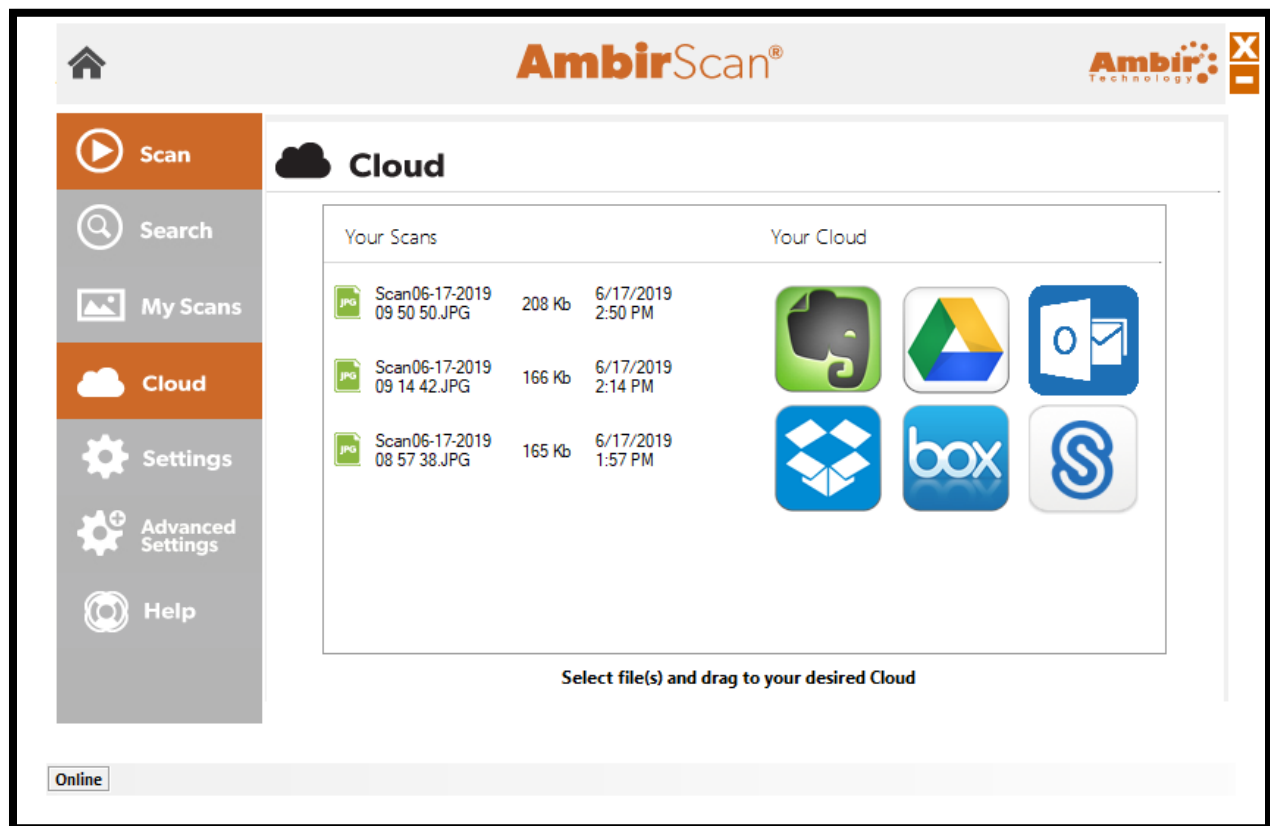 AmbirScan®
Ambir
Technology
X
Scan
Search
My Scans
Cloud
Settings
Advanced
Settings
Help
Cloud
Your Scans
Your Cloud
JPG
Scan06-17-2019
09 50 50.JPG
208 Kb
6/17/2019
2:50 PM
JPG
Scan06-17-2019
09 14 42.JPG
166 Kb
6/17/2019
2:14 PM
JPG
Scan06-17-2019
08 57 38.JPG
165 Kb
6/17/2019
1:57 PM
O
box
S
Select file(s) and drag to your desired Cloud
Online